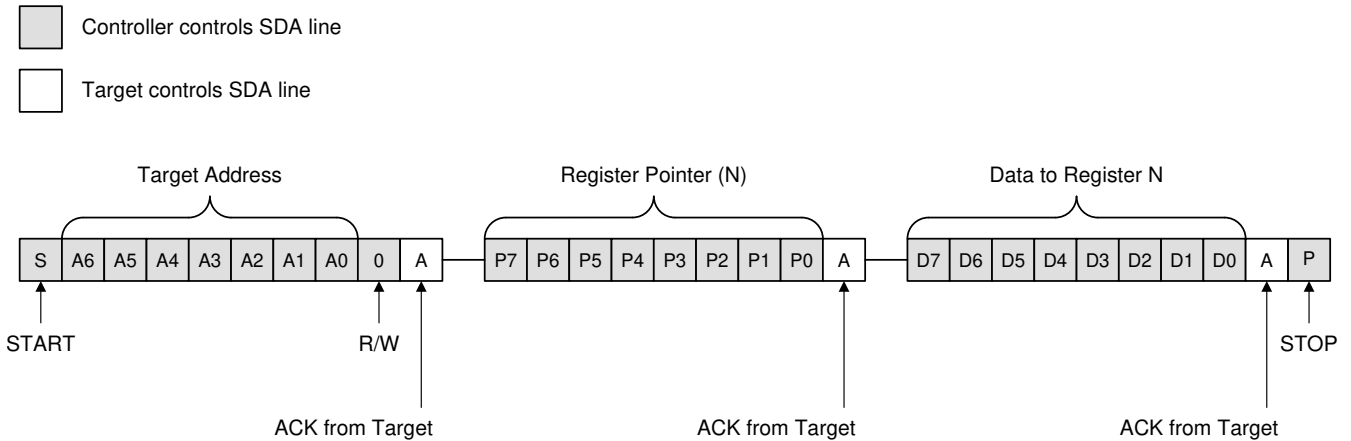 Controller controls SDA line
Target controls SDA line
Target Address Register Pointer (N) Data to Register N
S A6 A5 A4 A3 A2 A1 A0 0 A P7 P6 P5 P4 P3 P2 P1 P0 A D7 D6 D5 D4 D3 D2 D1 D0 A P
START R/W STOP
ACK from Target ACK from Target ACK from Target